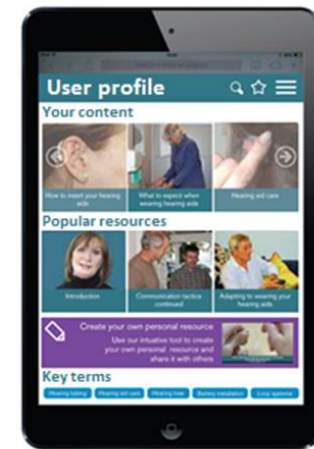 User profile
Your content
How to insert your hearing aids
What to expect when wearing hearing aids
Hearing aid care
Popular resources
Introduction
Communication tactics continued
Adapting to wearing your hearing aids
Create your own personal resource
Use our intuative tool to create
your own personal resource and
share it with others
Key terms
Hearing tubing
Hearing aid care
Hearing loss
Battery installation
Loop systems